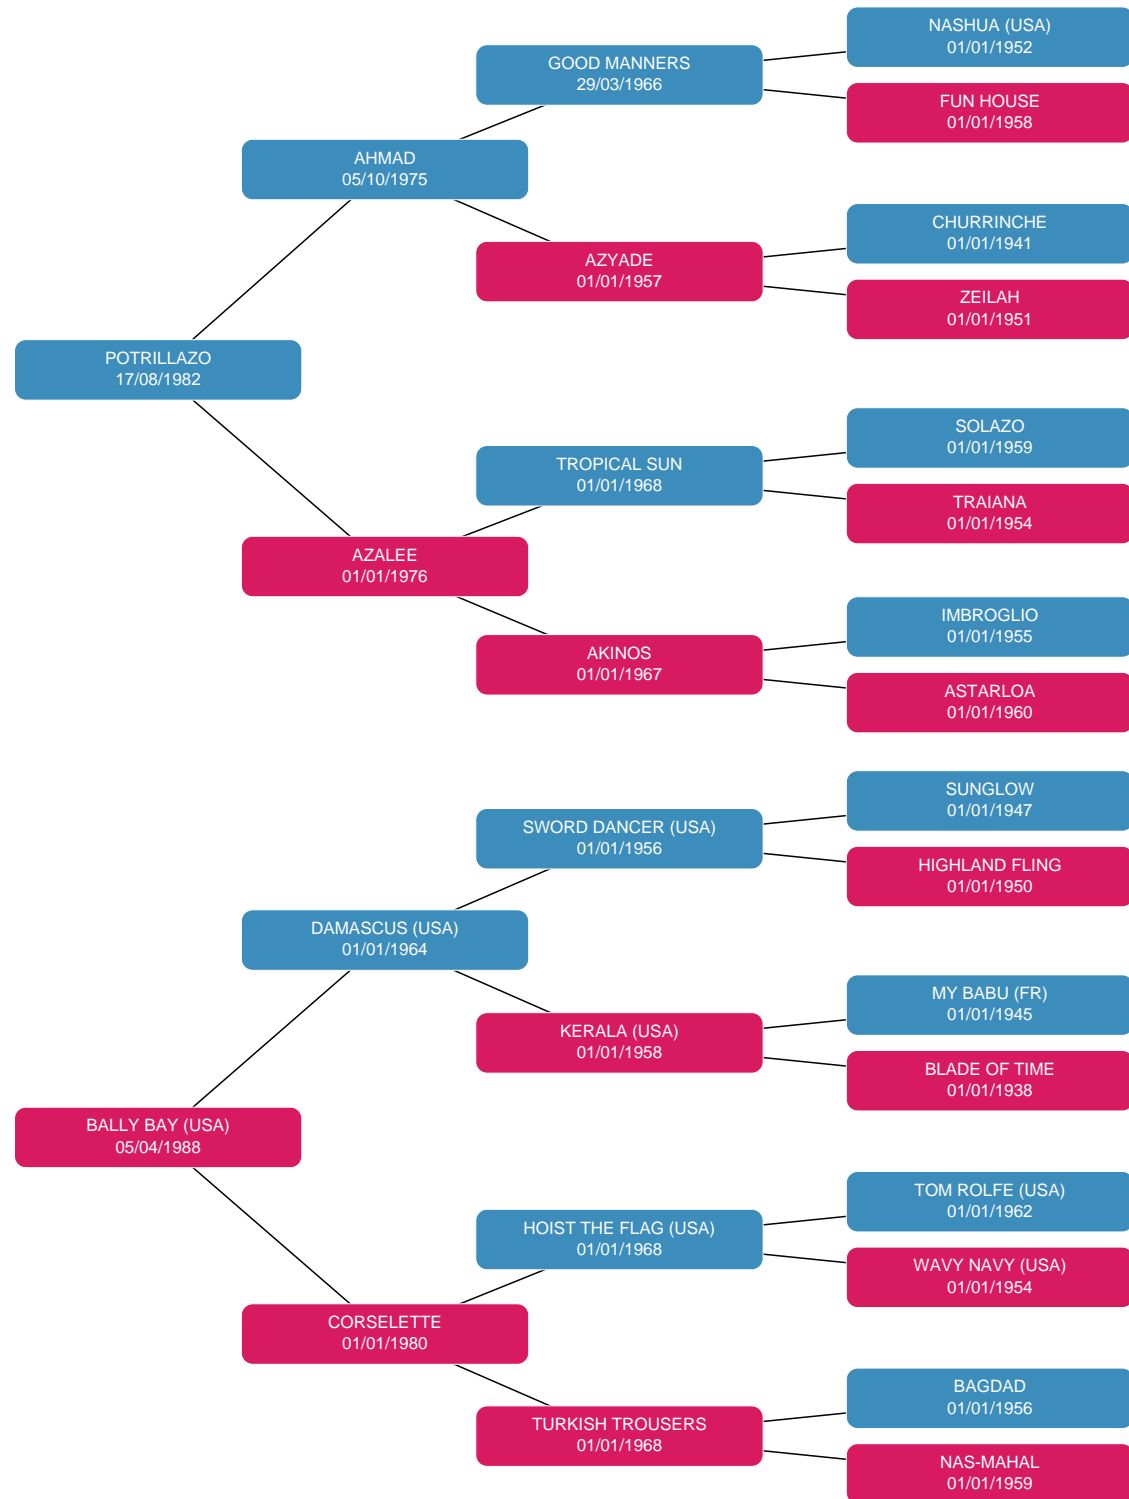 NASHUA (USA)
01/01/1952
GOOD MANNERS
29/03/1966
FUN HOUSE
01/01/1958
AHMAD
05/10/1975
CHURRINCHE
01/01/1941
AZYADE
01/01/1957
ZEILAH
01/01/1951
POTRILLAZO
17/08/1982
SOLAZO
01/01/1959
TROPICAL SUN
01/01/1968
TRAIANA
01/01/1954
AZALEE
01/01/1976
IMBROGLIO
01/01/1955
AKINOS
01/01/1967
ASTARLOA
01/01/1960
SUNGLOW
01/01/1947
SWORD DANCER (USA)
01/01/1956
HIGHLAND FLING
01/01/1950
DAMASCUS (USA)
01/01/1964
MY BABU (FR)
01/01/1945
KERALA (USA)
01/01/1958
BLADE OF TIME
01/01/1938
BALLY BAY (USA)
05/04/1988
TOM ROLFE (USA)
01/01/1962
HOIST THE FLAG (USA)
01/01/1968
WAVY NAVY (USA)
01/01/1954
CORSELETTE
01/01/1980
BAGDAD
01/01/1956
TURKISH TROUSERS
01/01/1968
NAS-MAHAL
01/01/1959